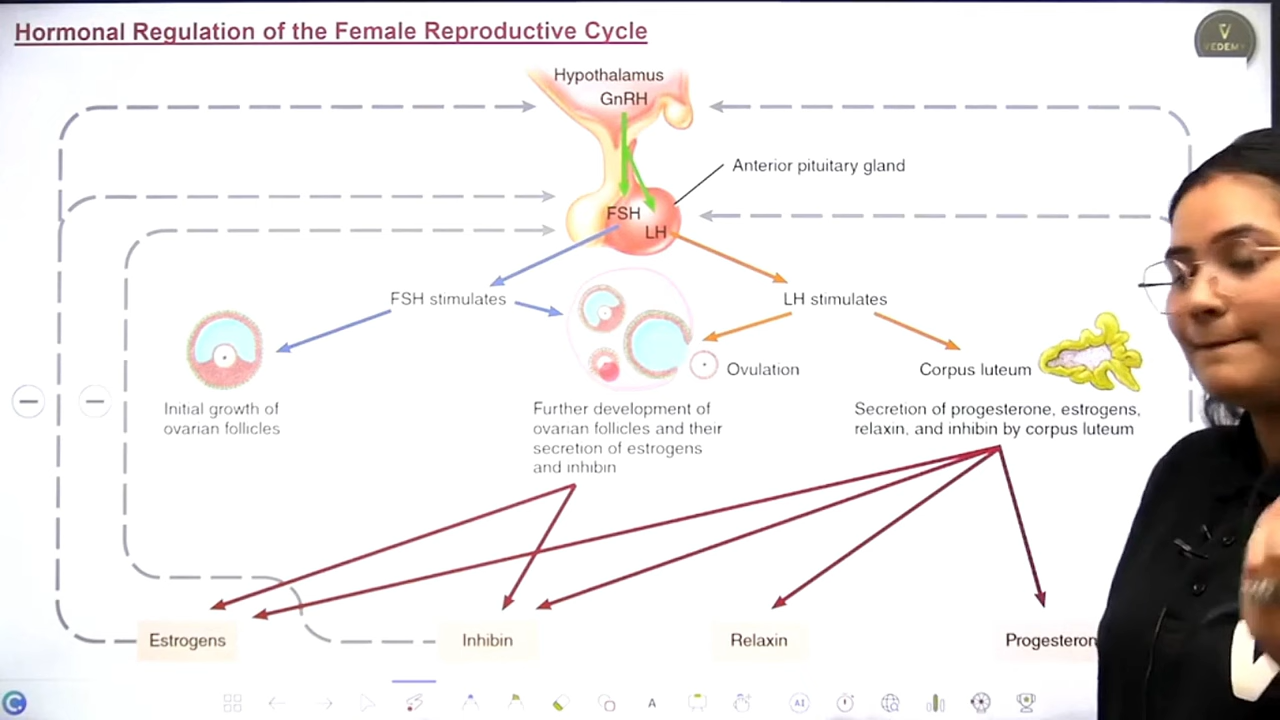 Hormonal Regulation of the Female Reproductive Cycle
VEDEMY
Hypothalamus
GnRH
Anterior pituitary gland
FSH
LH
FSH stimulates
LH stimulates
Ovulation
Corpus luteum
Initial growth of
ovarian follicles
Further development of
ovarian follicles and their
secretion of estrogens
and inhibin
Secretion of progesterone, estrogens,
relaxin, and inhibin by corpus luteum
Estrogens
Inhibin
Relaxin
Progesteron
A
AI